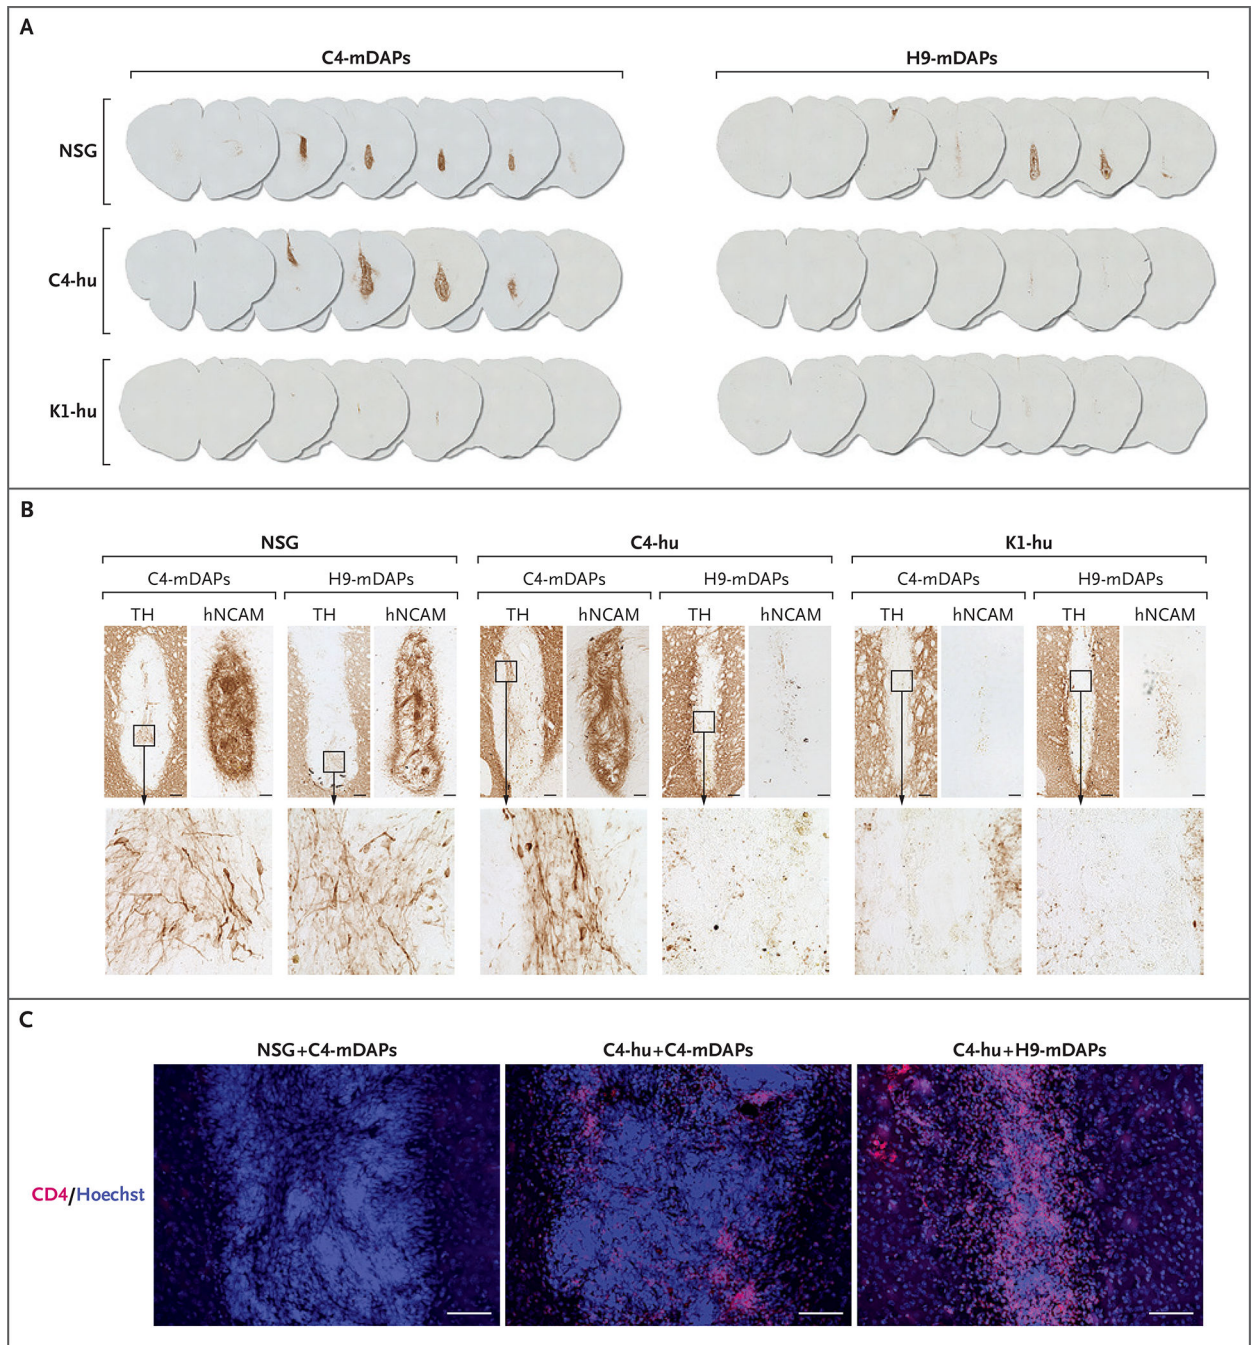 A
C4-mDAPs H9-mDAPs
NSG
C4-hu
K1-hu
B
NSG C4-hu K1-hu
C4-mDAPs H9-mDAPs C4-mDAPs H9-mDAPs C4-mDAPs H9-mDAPs
TH hNCAM TH hNCAM TH hNCAM TH hNCAM TH hNCAM TH hNCAM
C
NSG+C4-mDAPs C4-hu+C4-mDAPs C4-hu+H9-mDAPs
CD4/Hoechst